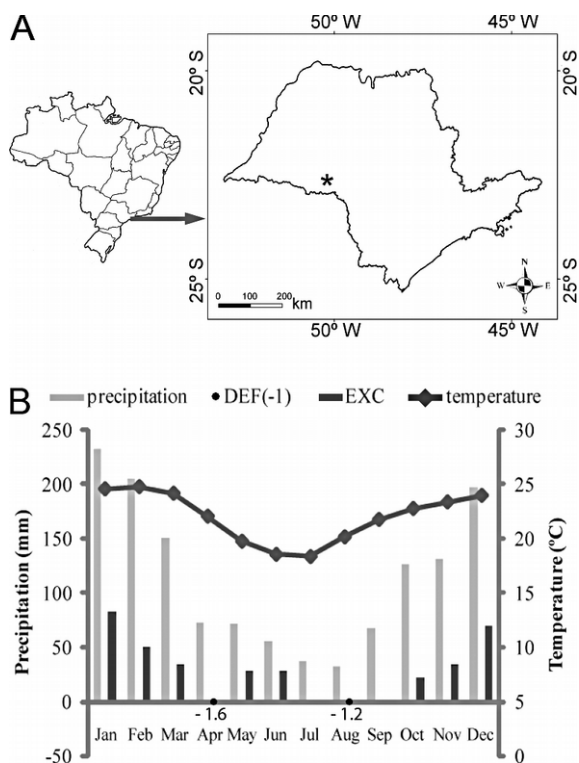 A
50º W
45º W
20º S
20º S
25º S
25º S
0 100 200
km
N
W
E
S
50º W
45º W
B
precipitation
DEF(-1)
EXC
temperature
250
200
150
100
50
0
-50
Precipitation (mm)
30
25
20
15
10
5
0
Temperature (ºC)
-1.6
-1.2
Jan Feb Mar Apr May Jun Jul Aug Sep Oct Nov Dec